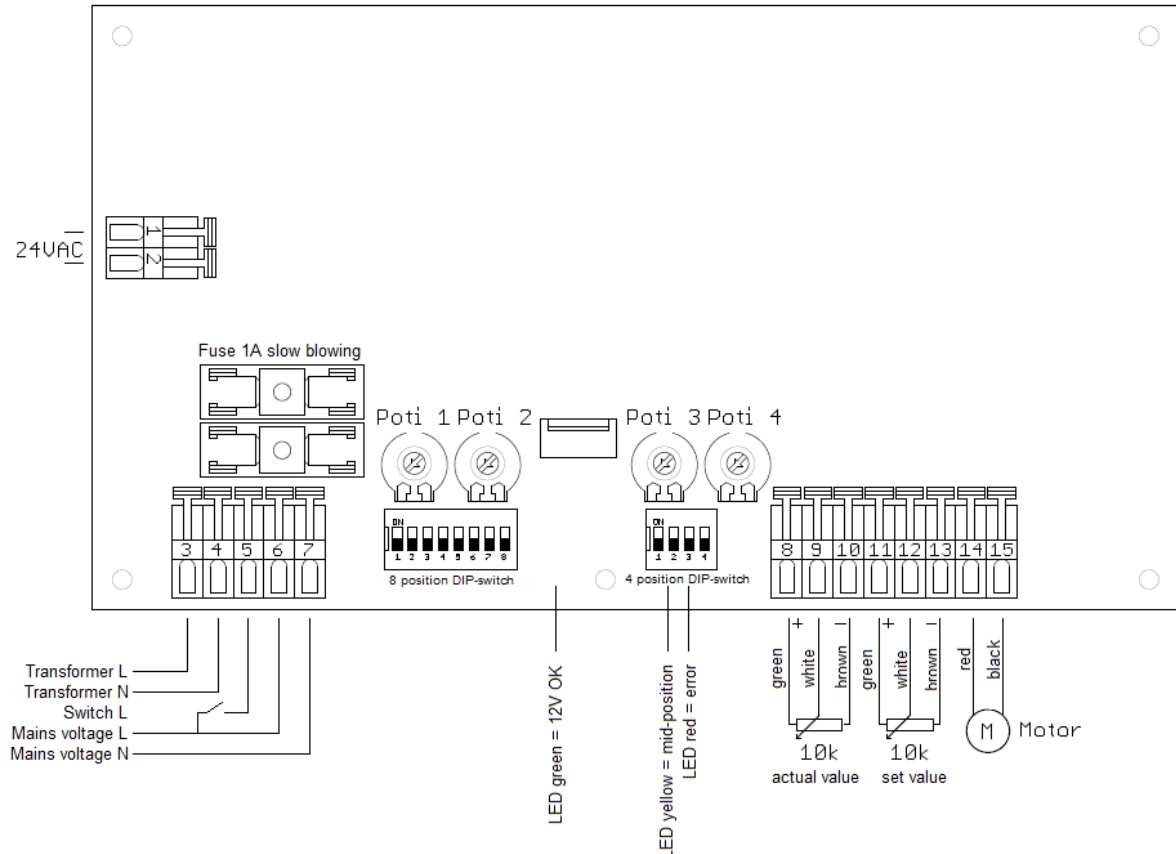 24VAC
1
2
Fuse 1A slow blowing
Poti 1 Poti 2
Poti 3 Poti 4
3 4 5 6 7
ON
1 2 3 4 5 6 7 8
8 position DIP-switch
ON
1 2 3 4
4 position DIP-switch
8 9 10 11 12 13 14 15
+ − + −
green
white
brown
green
white
brown
red
black
Transformer L
Transformer N
Switch L
Mains voltage L
Mains voltage N
LED green = 12V OK
LED yellow = mid-position
LED red = error
M Motor
10k
actual value
10k
set value